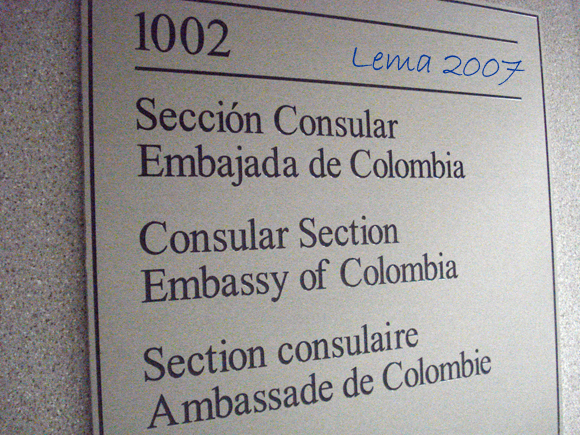 1002
Lema 2007
Sección Consular
Embajada de Colombia
Consular Section
Embassy of Colombia
Section consulaire
Ambassade de Colombie